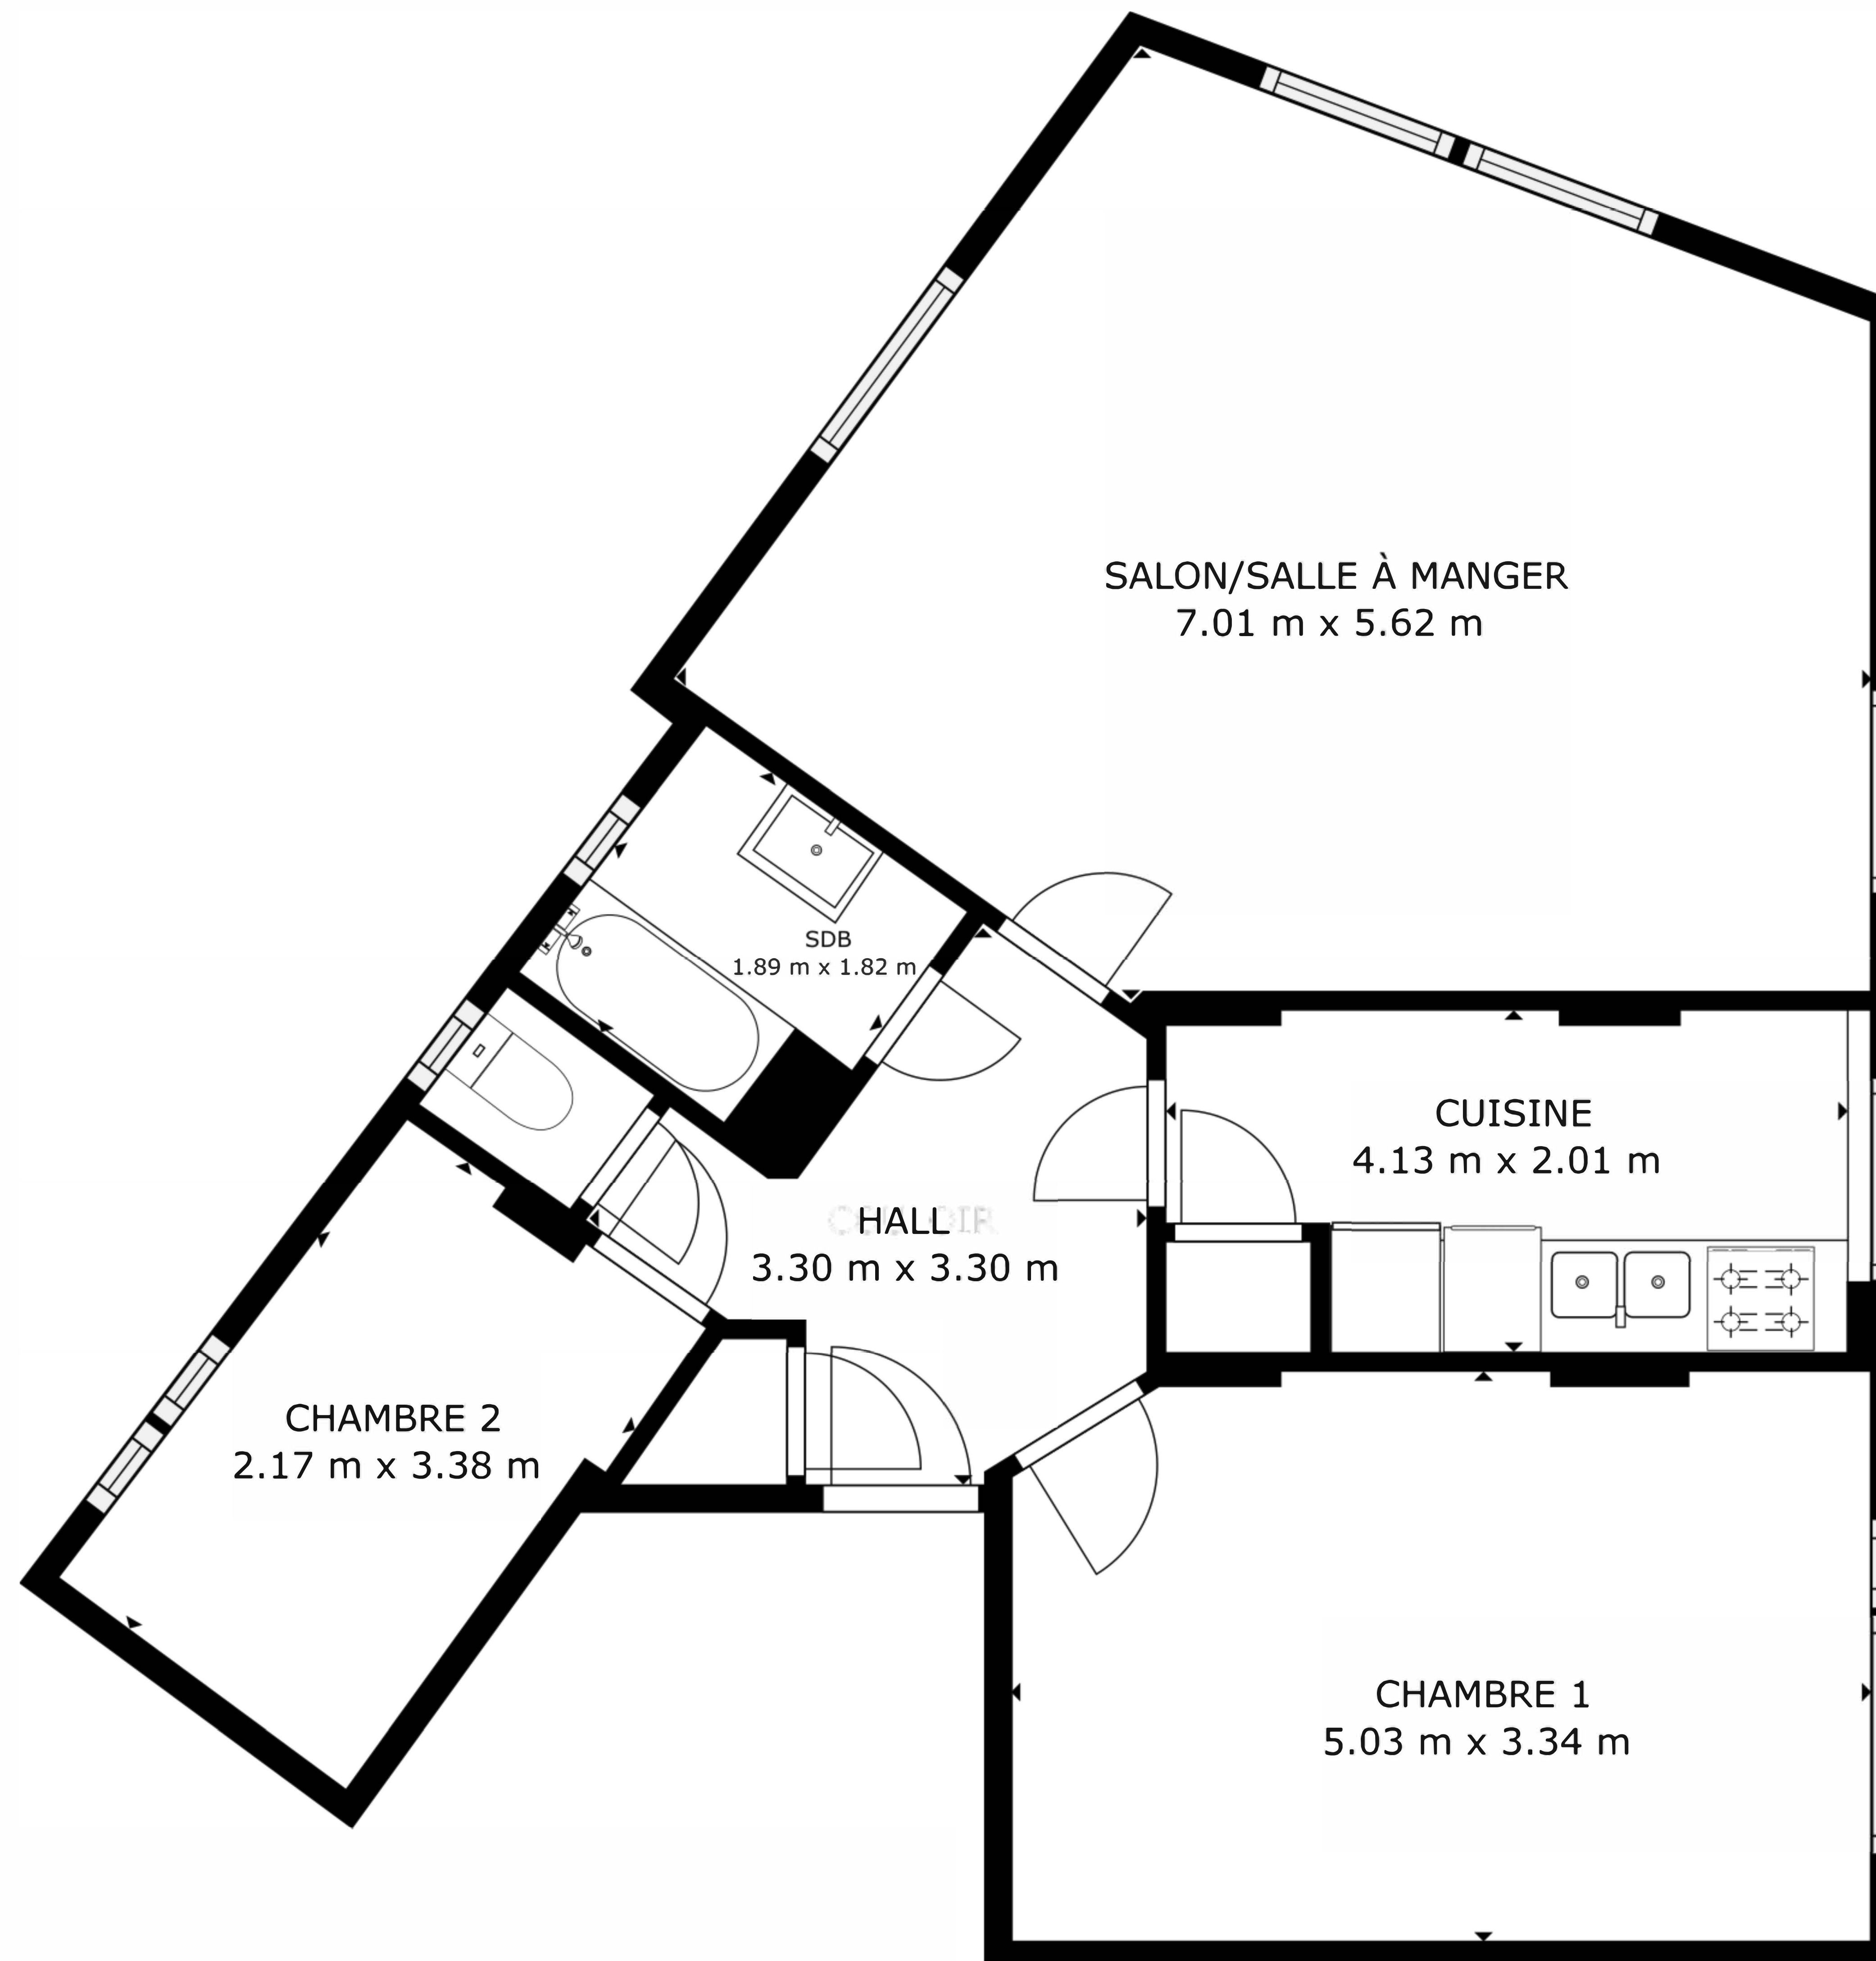 SALON/SALLE À MANGER
7.01 m x 5.62 m
SDB
1.89 m x 1.82 m
CUISINE
4.13 m x 2.01 m
HALL
3.30 m x 3.30 m
CHAMBRE 2
2.17 m x 3.38 m
CHAMBRE 1
5.03 m x 3.34 m